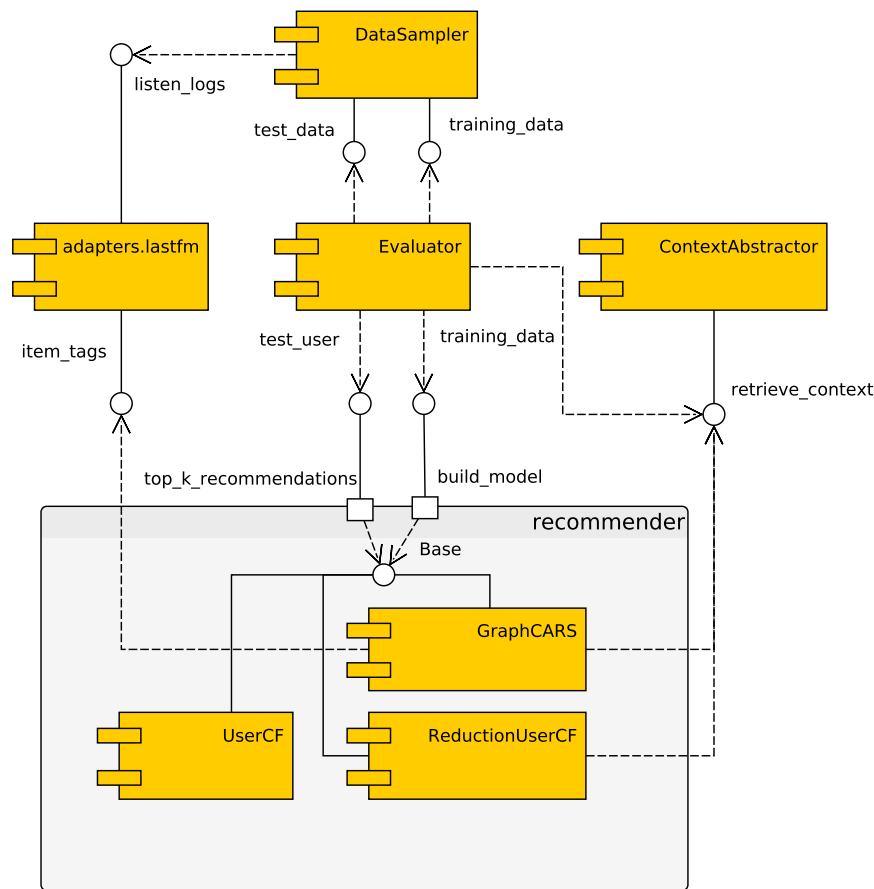 DataSampler
listen_logs
test_data
training_data
adapters.lastfm
Evaluator
ContextAbstractor
test_user
training_data
item_tags
retrieve_context
top_k_recommendations
build_model
recommender
Base
GraphCARS
UserCF
ReductionUserCF